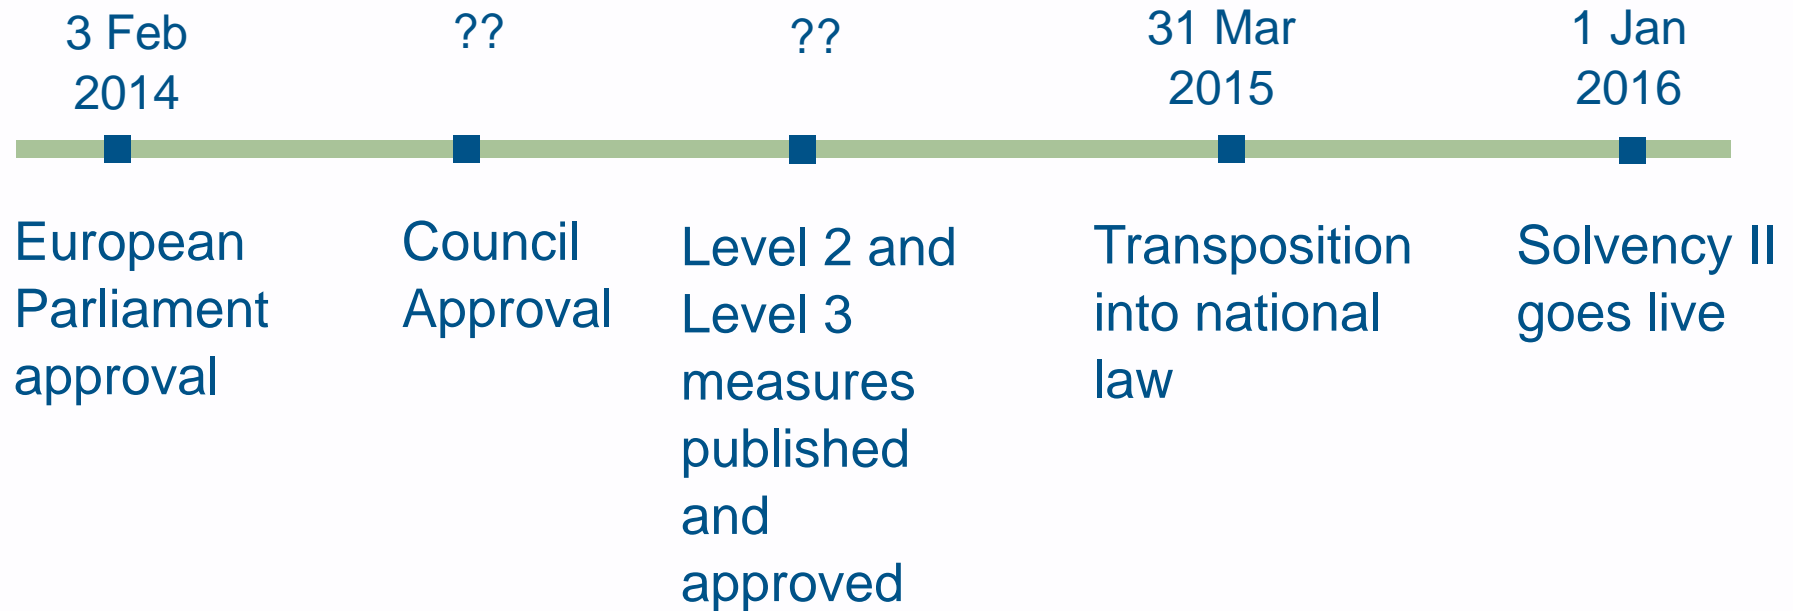 3 Feb
2014
??
??
31 Mar
2015
1 Jan
2016
European
Parliament
approval
Council
Approval
Level 2 and
Level 3
measures
published
and
approved
Transposition
into national
law
Solvency II
goes live